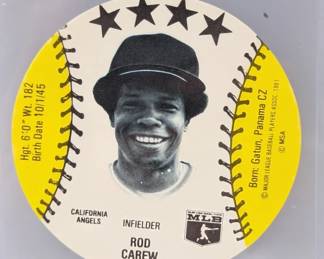 Hgt. 6'0" Wt. 182
Birth Date 10/1/45
CALIFORNIA
ANGELS
INFIELDER
ROD
CAREW
MLB
Born: Gatun, Panama CZ
© MAJOR LEAGUE BASEBALL PLAYERS ASSOC. 1981
© MSA